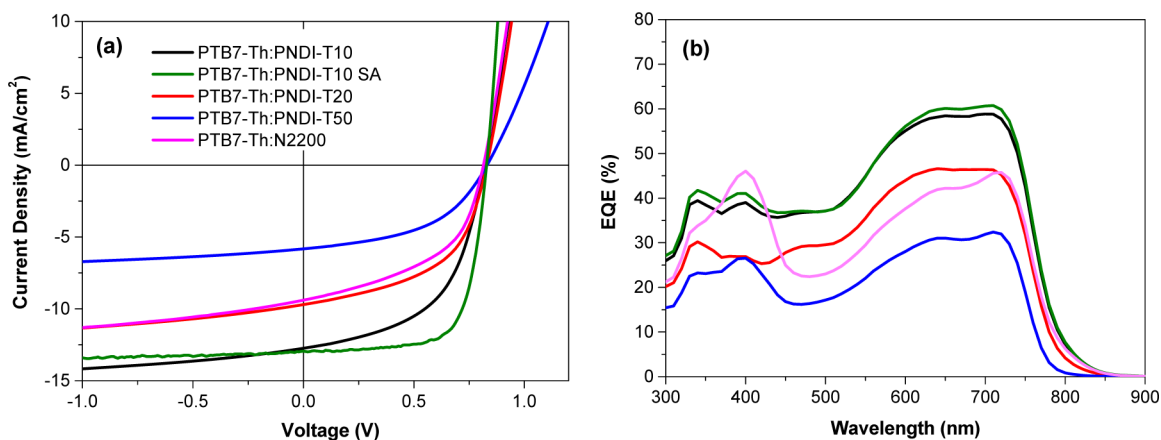 (a)
PTB7-Th:PNDI-T10
PTB7-Th:PNDI-T10 SA
PTB7-Th:PNDI-T20
PTB7-Th:PNDI-T50
PTB7-Th:N2200
10
5
0
-5
-10
-15
Current Density (mA/cm²)
-1.0 -0.5 0.0 0.5 1.0
Voltage (V)
(b)
80
70
60
50
40
30
20
10
0
EQE (%)
300 400 500 600 700 800 900
Wavelength (nm)